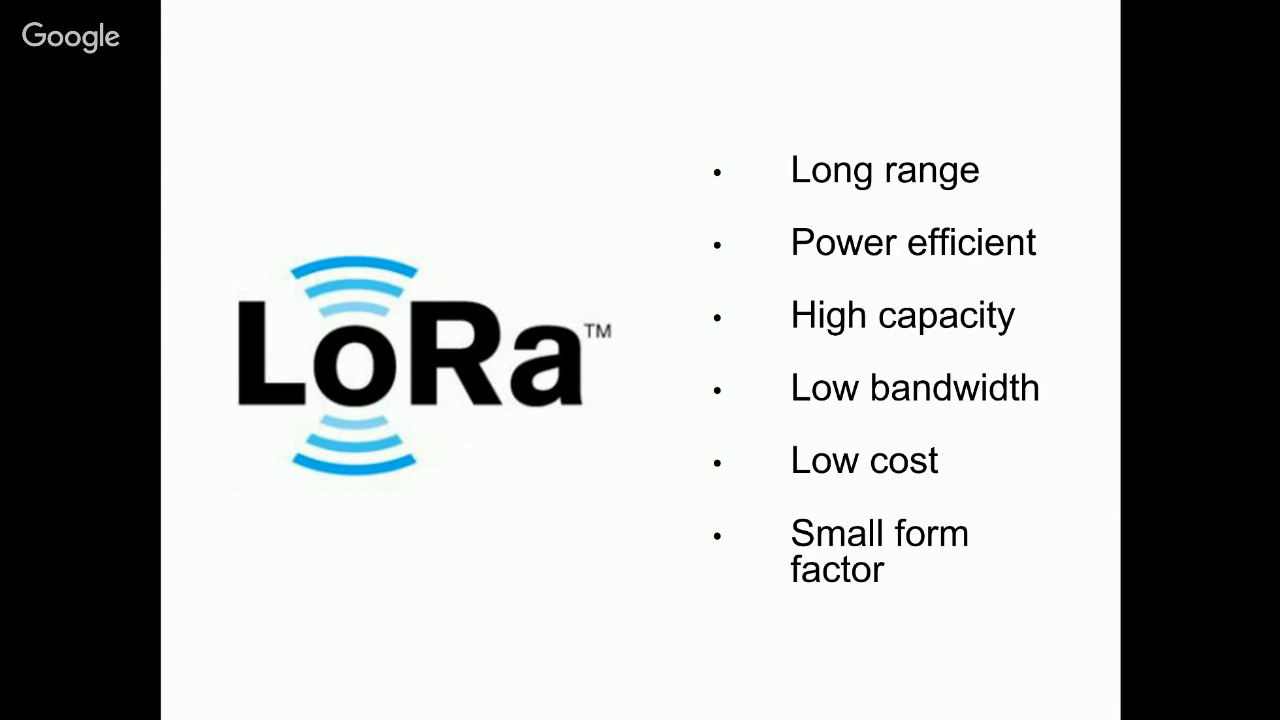 Google
LoRa™
• Long range
• Power efficient
• High capacity
• Low bandwidth
• Low cost
• Small form
factor